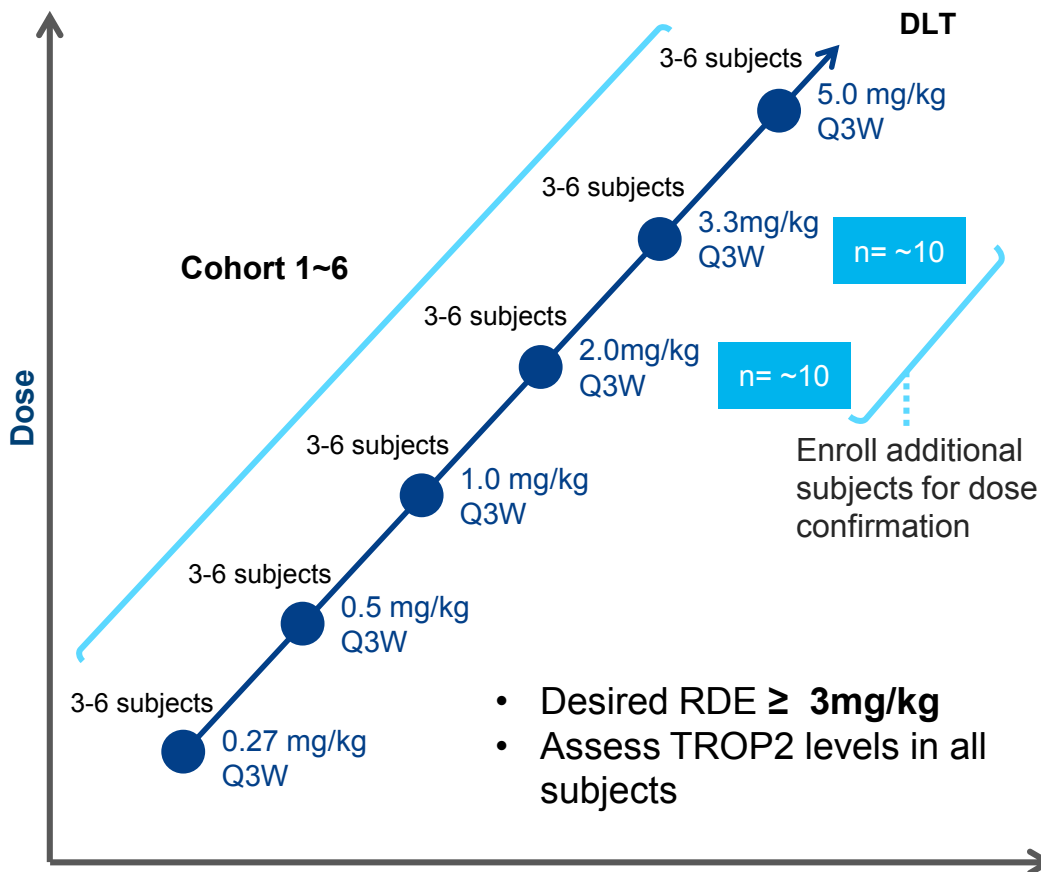 DLT
3-6 subjects
5.0 mg/kg
Q3W
3-6 subjects
3.3mg/kg
Q3W
n= ~10
Cohort 1~6
3-6 subjects
2.0mg/kg
Q3W
n= ~10
Dose
3-6 subjects
1.0 mg/kg
Q3W
Enroll additional
subjects for dose
confirmation
3-6 subjects
0.5 mg/kg
Q3W
3-6 subjects
0.27 mg/kg
Q3W
• Desired RDE ≥ 3mg/kg
• Assess TROP2 levels in all
subjects